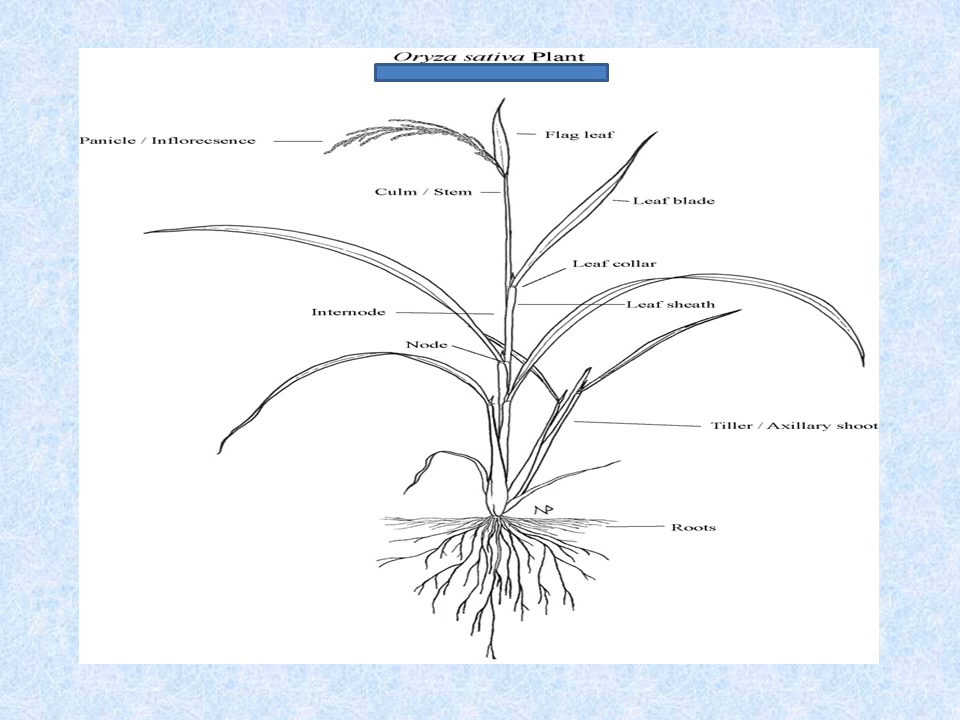 Oryza sativa Plant
Panicle / Inflorecsence
Flag leaf
Culm / Stem
Leaf blade
Leaf collar
Leaf sheath
Internode
Node
Tiller / Axillary shoot
Roots